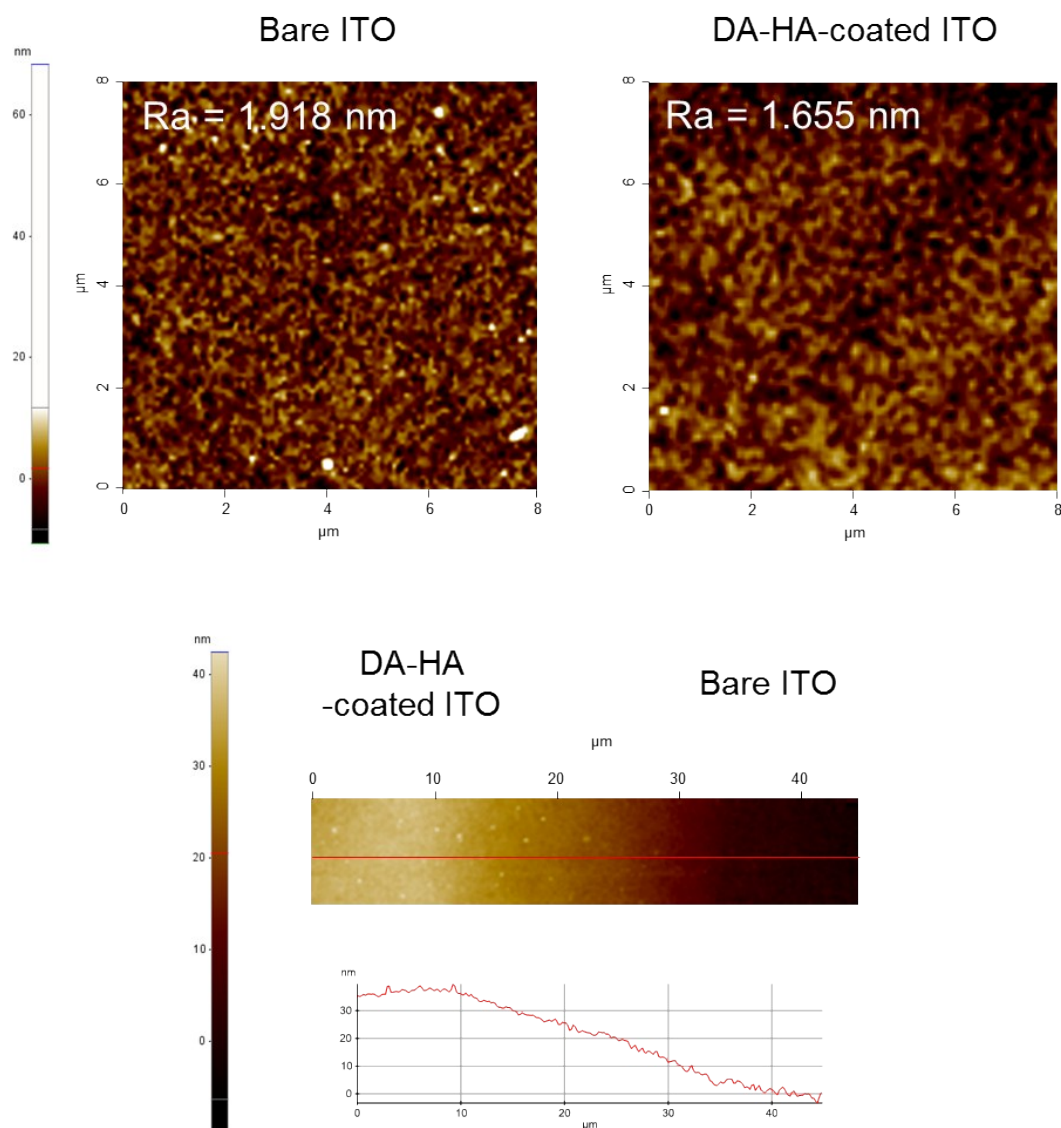 Bare ITO
DA-HA-coated ITO
nm
60
40
20
0
Ra = 1.918 nm
8
6
4
2
0
µm
0 2 4 6 8
µm
Ra = 1.655 nm
8
6
4
2
0
µm
0 2 4 6 8
µm
nm
40
30
20
10
0
DA-HA
-coated ITO
Bare ITO
µm
0 10 20 30 40
nm
30
20
10
0
0 10 20 30 40
µm